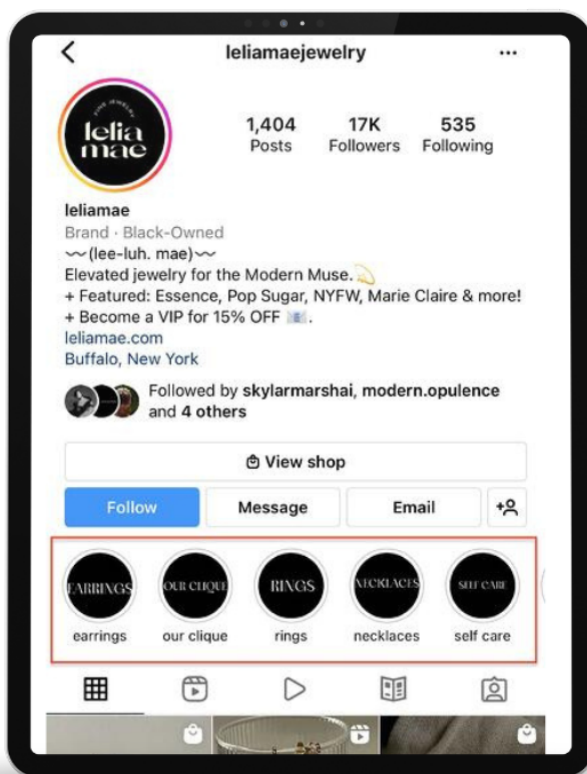 leliamaejewelry
FINE JEWELRY
lelia
mae
1,404 17K 535
Posts Followers Following
leliamae
Brand · Black-Owned
〰(lee-luh. mae)〰
Elevated jewelry for the Modern Muse.💫
+ Featured: Essence, Pop Sugar, NYFW, Marie Claire & more!
+ Become a VIP for 15% OFF 📧.
leliamae.com
Buffalo, New York
Followed by skylarmarshai, modern.opulence
and 4 others
View shop
Follow Message Email
EARRINGS OUR CLIQUE RINGS NECKLACES SELF CARE
earrings our clique rings necklaces self care